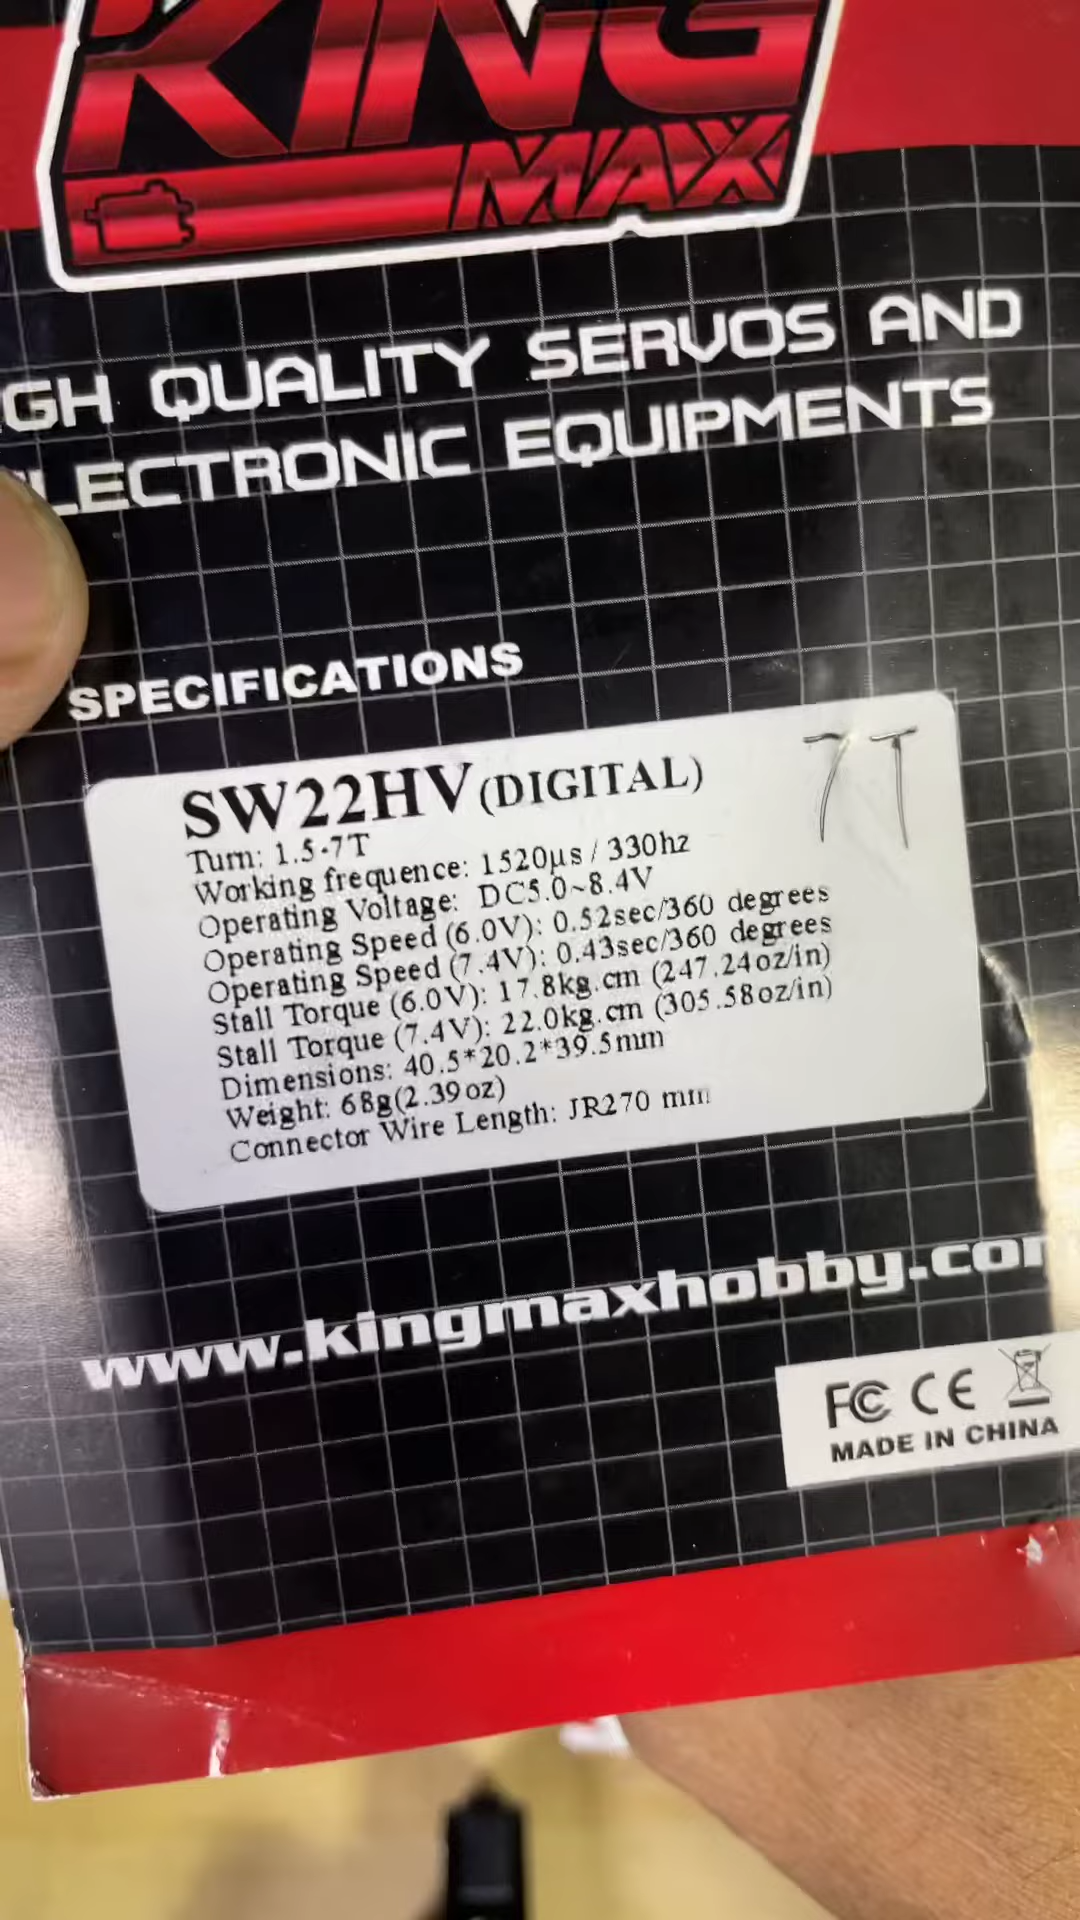 KING
MAX
GH QUALITY SERVOS AND
LECTRONIC EQUIPMENTS
SPECIFICATIONS
7T
SW22HV (DIGITAL)
Turn: 1.5-7T
Working frequence: 1520µs / 330hz
Operating Voltage: DC5.0~8.4V
Operating Speed (6.0V): 0.52sec/360 degrees
Operating Speed (7.4V): 0.43sec/360 degrees
Stall Torque (6.0V): 17.8kg.cm (247.24oz/in)
Stall Torque (7.4V): 22.0kg.cm (305.58oz/in)
Dimensions: 40.5*20.2*39.5mm
Weight: 68g(2.39oz)
Connector Wire Length: JR270 mm
www.kingmaxhobby.com
FC CE
MADE IN CHINA